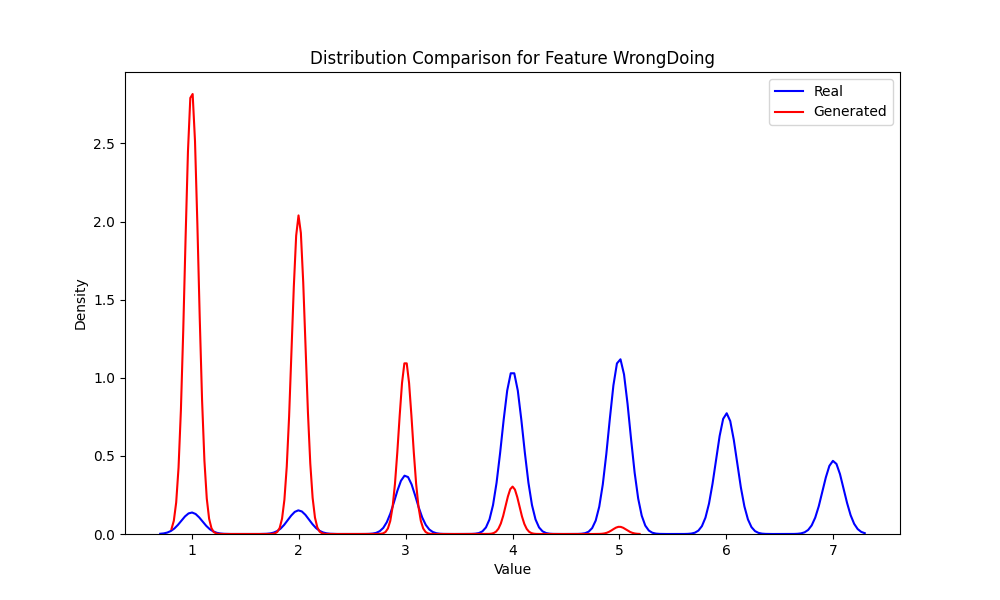 Distribution Comparison for Feature WrongDoing
Real
Generated
Density
2.5
2.0
1.5
1.0
0.5
0.0
1 2 3 4 5 6 7
Value